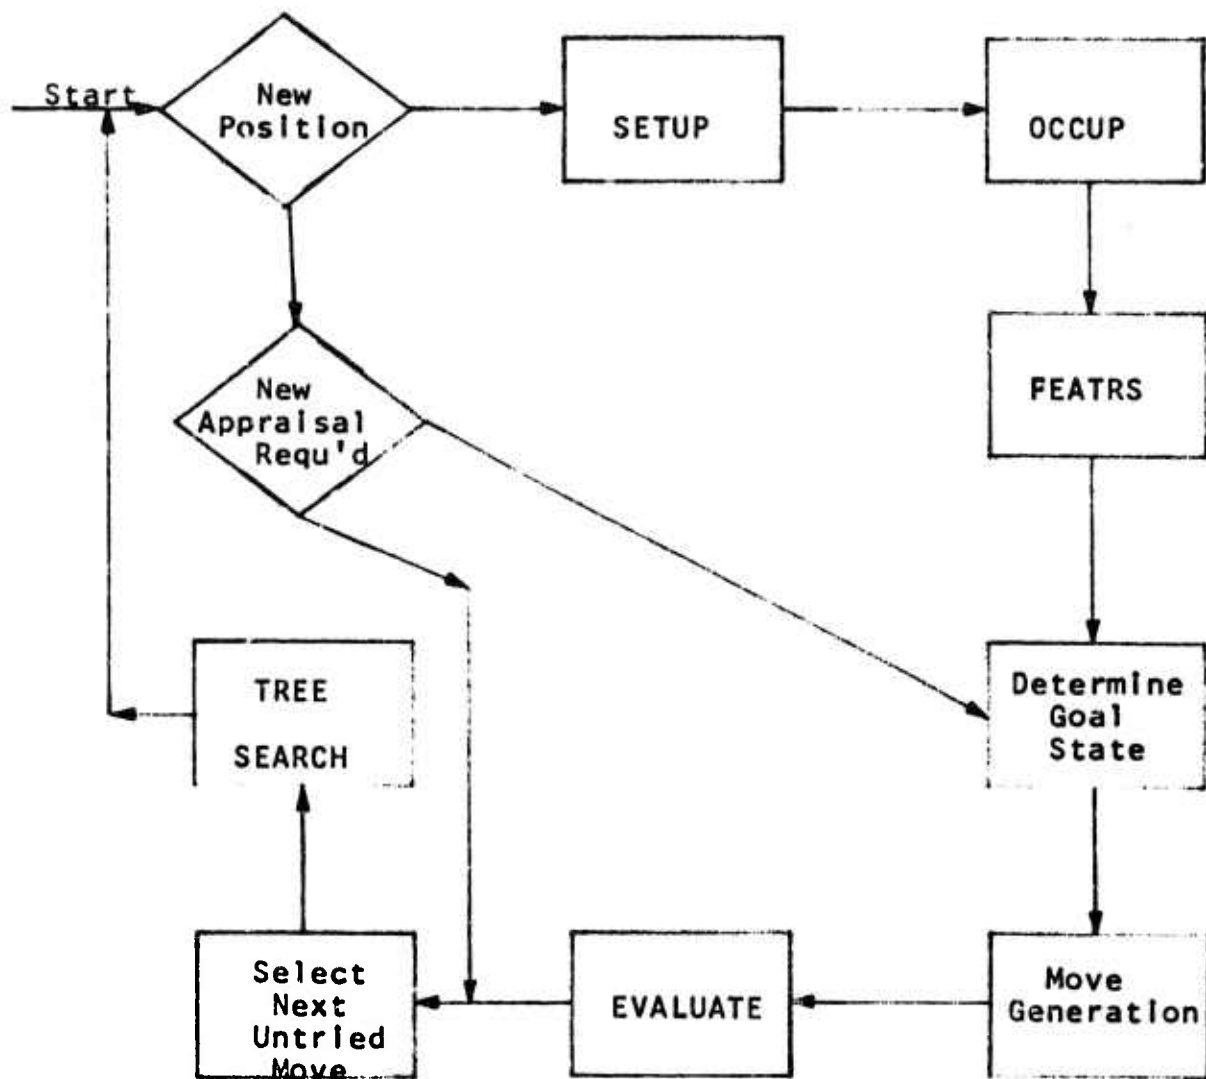 Start
New
Position
SETUP
OCCUP
New
Appraisal
Requ'd
FEATRS
TREE
SEARCH
Determine
Goal
State
Select
Next
Untried
Move
EVALUATE
Move
Generation